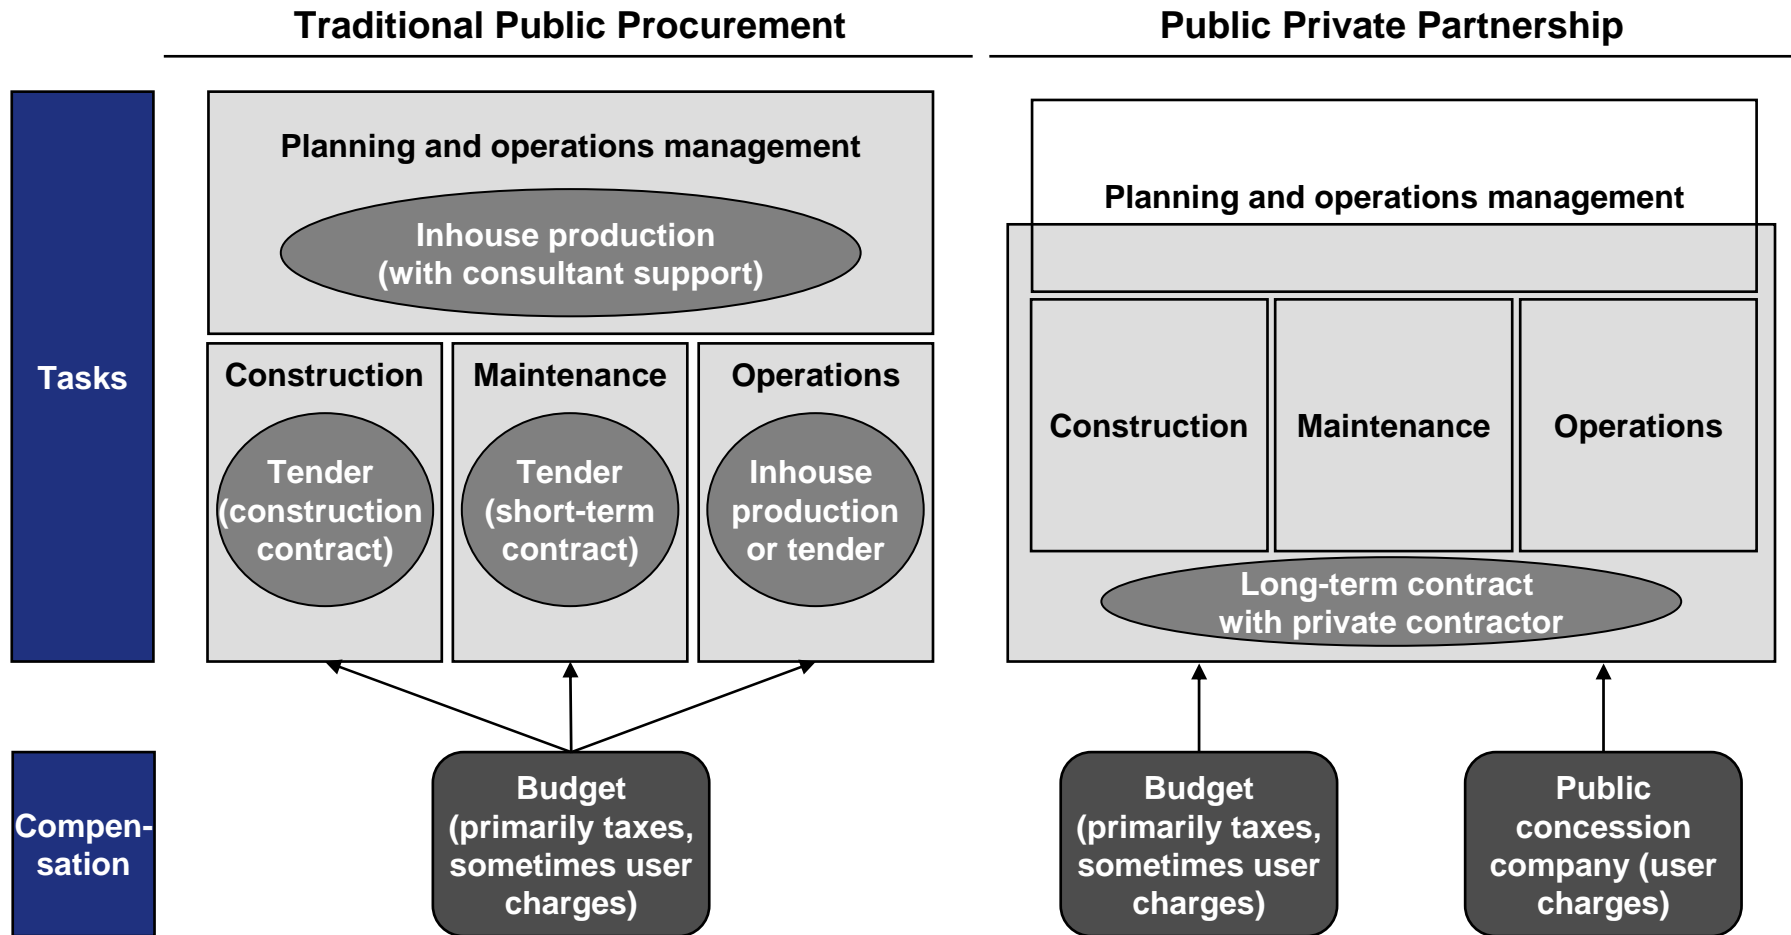 Traditional Public Procurement
Public Private Partnership
Tasks
Planning and operations management
Inhouse production
(with consultant support)
Construction
Tender
(construction
contract)
Maintenance
Tender
(short-term
contract)
Operations
Inhouse
production
or tender
Planning and operations management
Construction
Maintenance
Operations
Long-term contract
with private contractor
Compen-
sation
Budget
(primarily taxes,
sometimes user
charges)
Budget
(primarily taxes,
sometimes user
charges)
Public
concession
company (user
charges)